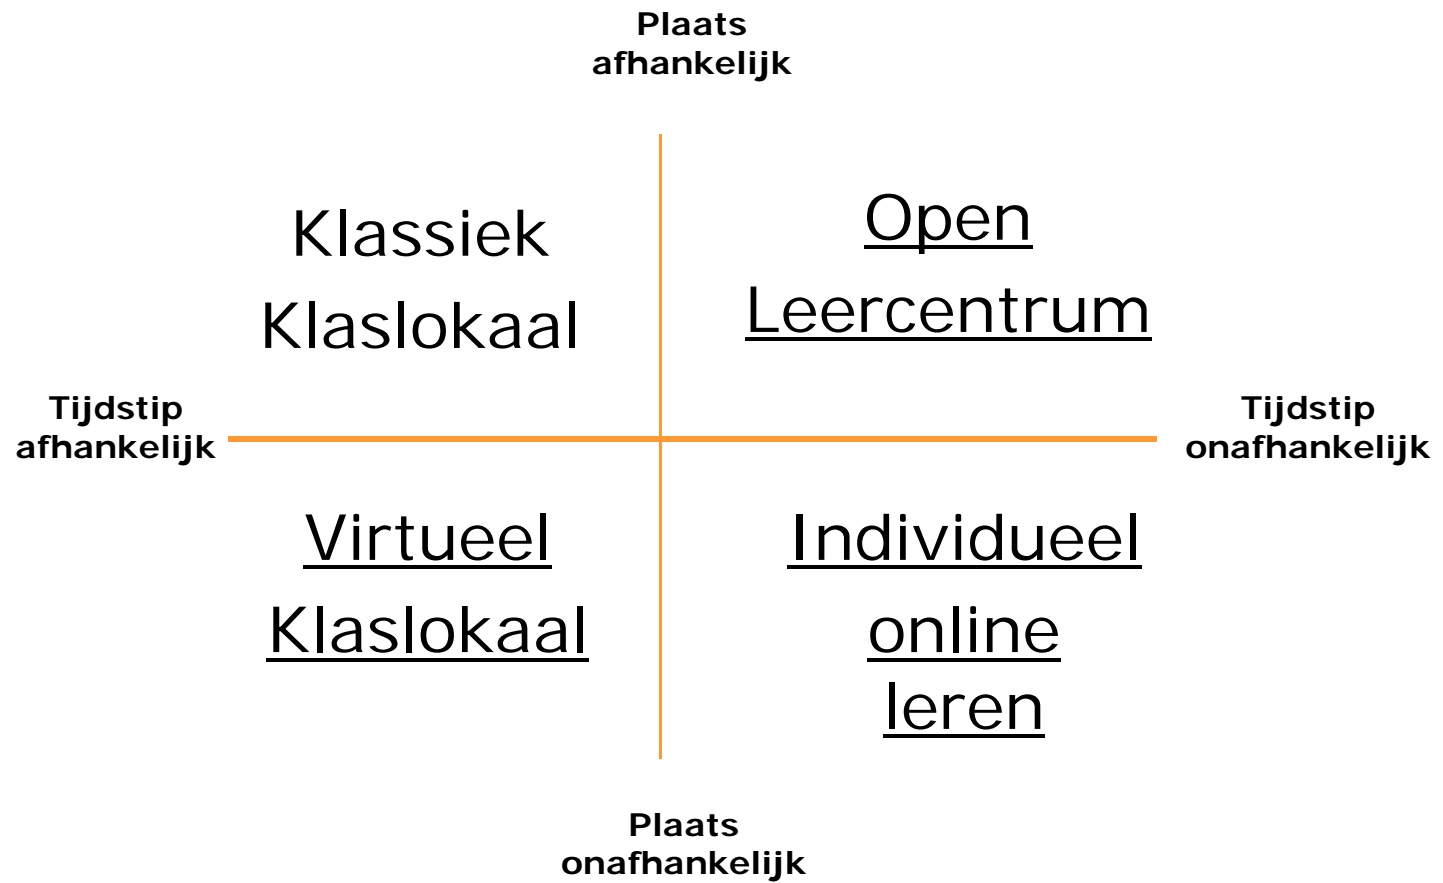 Plaats
afhankelijk
Klassiek
Klaslokaal
Open
Leercentrum
Tijdstip
afhankelijk
Tijdstip
onafhankelijk
Virtueel
Klaslokaal
Individueel
online
leren
Plaats
onafhankelijk